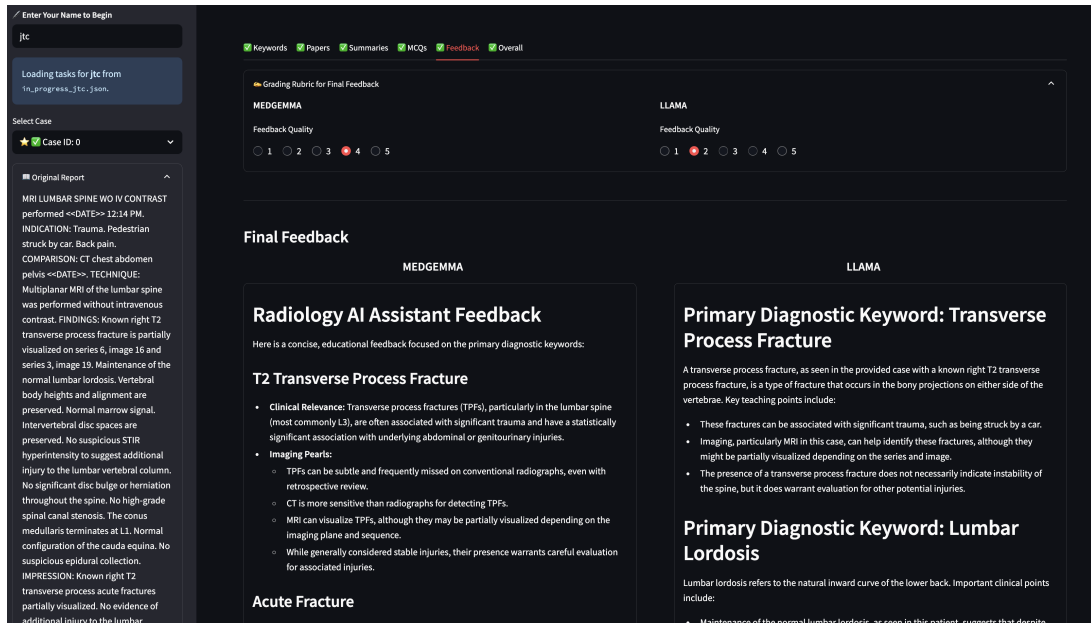 Enter Your Name to Begin
jtc
Loading tasks for jtc from
in_progress_jtc.json.
Select Case
Case ID: 0
Original Report
MRI LUMBAR SPINE WO IV CONTRAST
performed <<DATE>> 12:14 PM.
INDICATION: Trauma. Pedestrian
struck by car. Back pain.
COMPARISON: CT chest abdomen
pelvis <<DATE>>. TECHNIQUE:
Multiplanar MRI of the lumbar spine
was performed without intravenous
contrast. FINDINGS: Known right T2
transverse process fracture is partially
visualized on series 6, image 16 and
series 3, image 19. Maintenance of the
normal lumbar lordosis. Vertebral
body heights and alignment are
preserved. Normal marrow signal.
Intervertebral disc spaces are
preserved. No suspicious STIR
hyperintensity to suggest additional
injury to the lumbar vertebral column.
No significant disc bulge or herniation
throughout the spine. No high-grade
spinal canal stenosis. The conus
medullaris terminates at L1. Normal
configuration of the cauda equina. No
suspicious epidural collection.
IMPRESSION: Known right T2
transverse process acute fractures
partially visualized. No evidence of
additional injury to the lumbar
Keywords Papers Summaries MCQs Feedback Overall
Grading Rubric for Final Feedback
MEDGEMMA
Feedback Quality
1 2 3 4 5
LLAMA
Feedback Quality
1 2 3 4 5
Final Feedback
MEDGEMMA
Radiology AI Assistant Feedback
Here is a concise, educational feedback focused on the primary diagnostic keywords:
T2 Transverse Process Fracture
• Clinical Relevance: Transverse process fractures (TPFs), particularly in the lumbar spine
(most commonly L3), are often associated with significant trauma and have a statistically
significant association with underlying abdominal or genitourinary injuries.
• Imaging Pearls:
◦ TPFs can be subtle and frequently missed on conventional radiographs, even with
retrospective review.
◦ CT is more sensitive than radiographs for detecting TPFs.
◦ MRI can visualize TPFs, although they may be partially visualized depending on the
imaging plane and sequence.
◦ While generally considered stable injuries, their presence warrants careful evaluation
for associated injuries.
Acute Fracture
LLAMA
Primary Diagnostic Keyword: Transverse
Process Fracture
A transverse process fracture, as seen in the provided case with a known right T2 transverse
process fracture, is a type of fracture that occurs in the bony projections on either side of the
vertebrae. Key teaching points include:
• These fractures can be associated with significant trauma, such as being struck by a car.
• Imaging, particularly MRI in this case, can help identify these fractures, although they
might be partially visualized depending on the series and image.
• The presence of a transverse process fracture does not necessarily indicate instability of
the spine, but it does warrant evaluation for other potential injuries.
Primary Diagnostic Keyword: Lumbar
Lordosis
Lumbar lordosis refers to the natural inward curve of the lower back. Important clinical points
include:
• Maintenance of the normal lumbar lordosis, as seen in this patient, suggests that despite